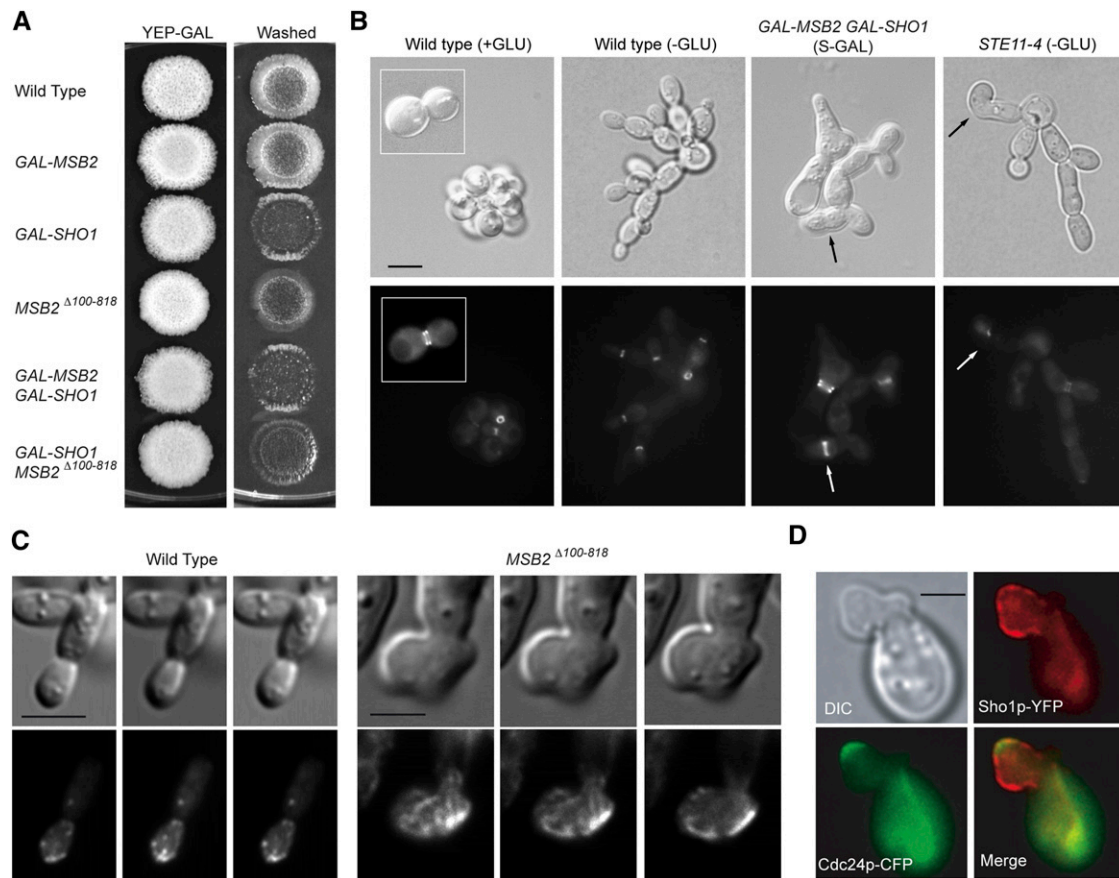 A
YEP-GAL
Washed
Wild Type
GAL-MSB2
GAL-SHO1
MSB2 Δ100-818
GAL-MSB2
GAL-SHO1
GAL-SHO1
MSB2 Δ100-818
B
Wild type (+GLU)
Wild type (-GLU)
GAL-MSB2 GAL-SHO1
(S-GAL)
STE11-4 (-GLU)
C
Wild Type
MSB2 Δ100-818
D
DIC
Sho1p-YFP
Cdc24p-CFP
Merge